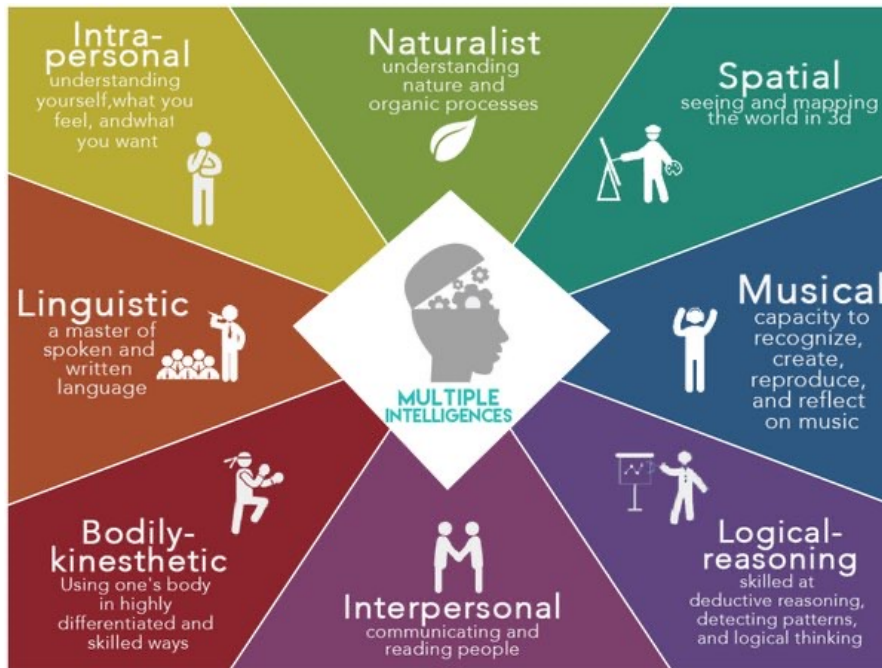 Intra-
personal
understanding
yourself,what you
feel, andwhat
you want
Naturalist
understanding
nature and
organic processes
Spatial
seeing and mapping
the world in 3d
Linguistic
a master of
spoken and
written
language
MULTIPLE
INTELLIGENCES
Musical
capacity to
recognize,
create,
reproduce,
and reflect
on music
Bodily-
kinesthetic
Using one's body
in highly
differentiated and
skilled ways
Interpersonal
communicating and
reading people
Logical-
reasoning
skilled at
deductive reasoning,
detecting patterns,
and logical thinking